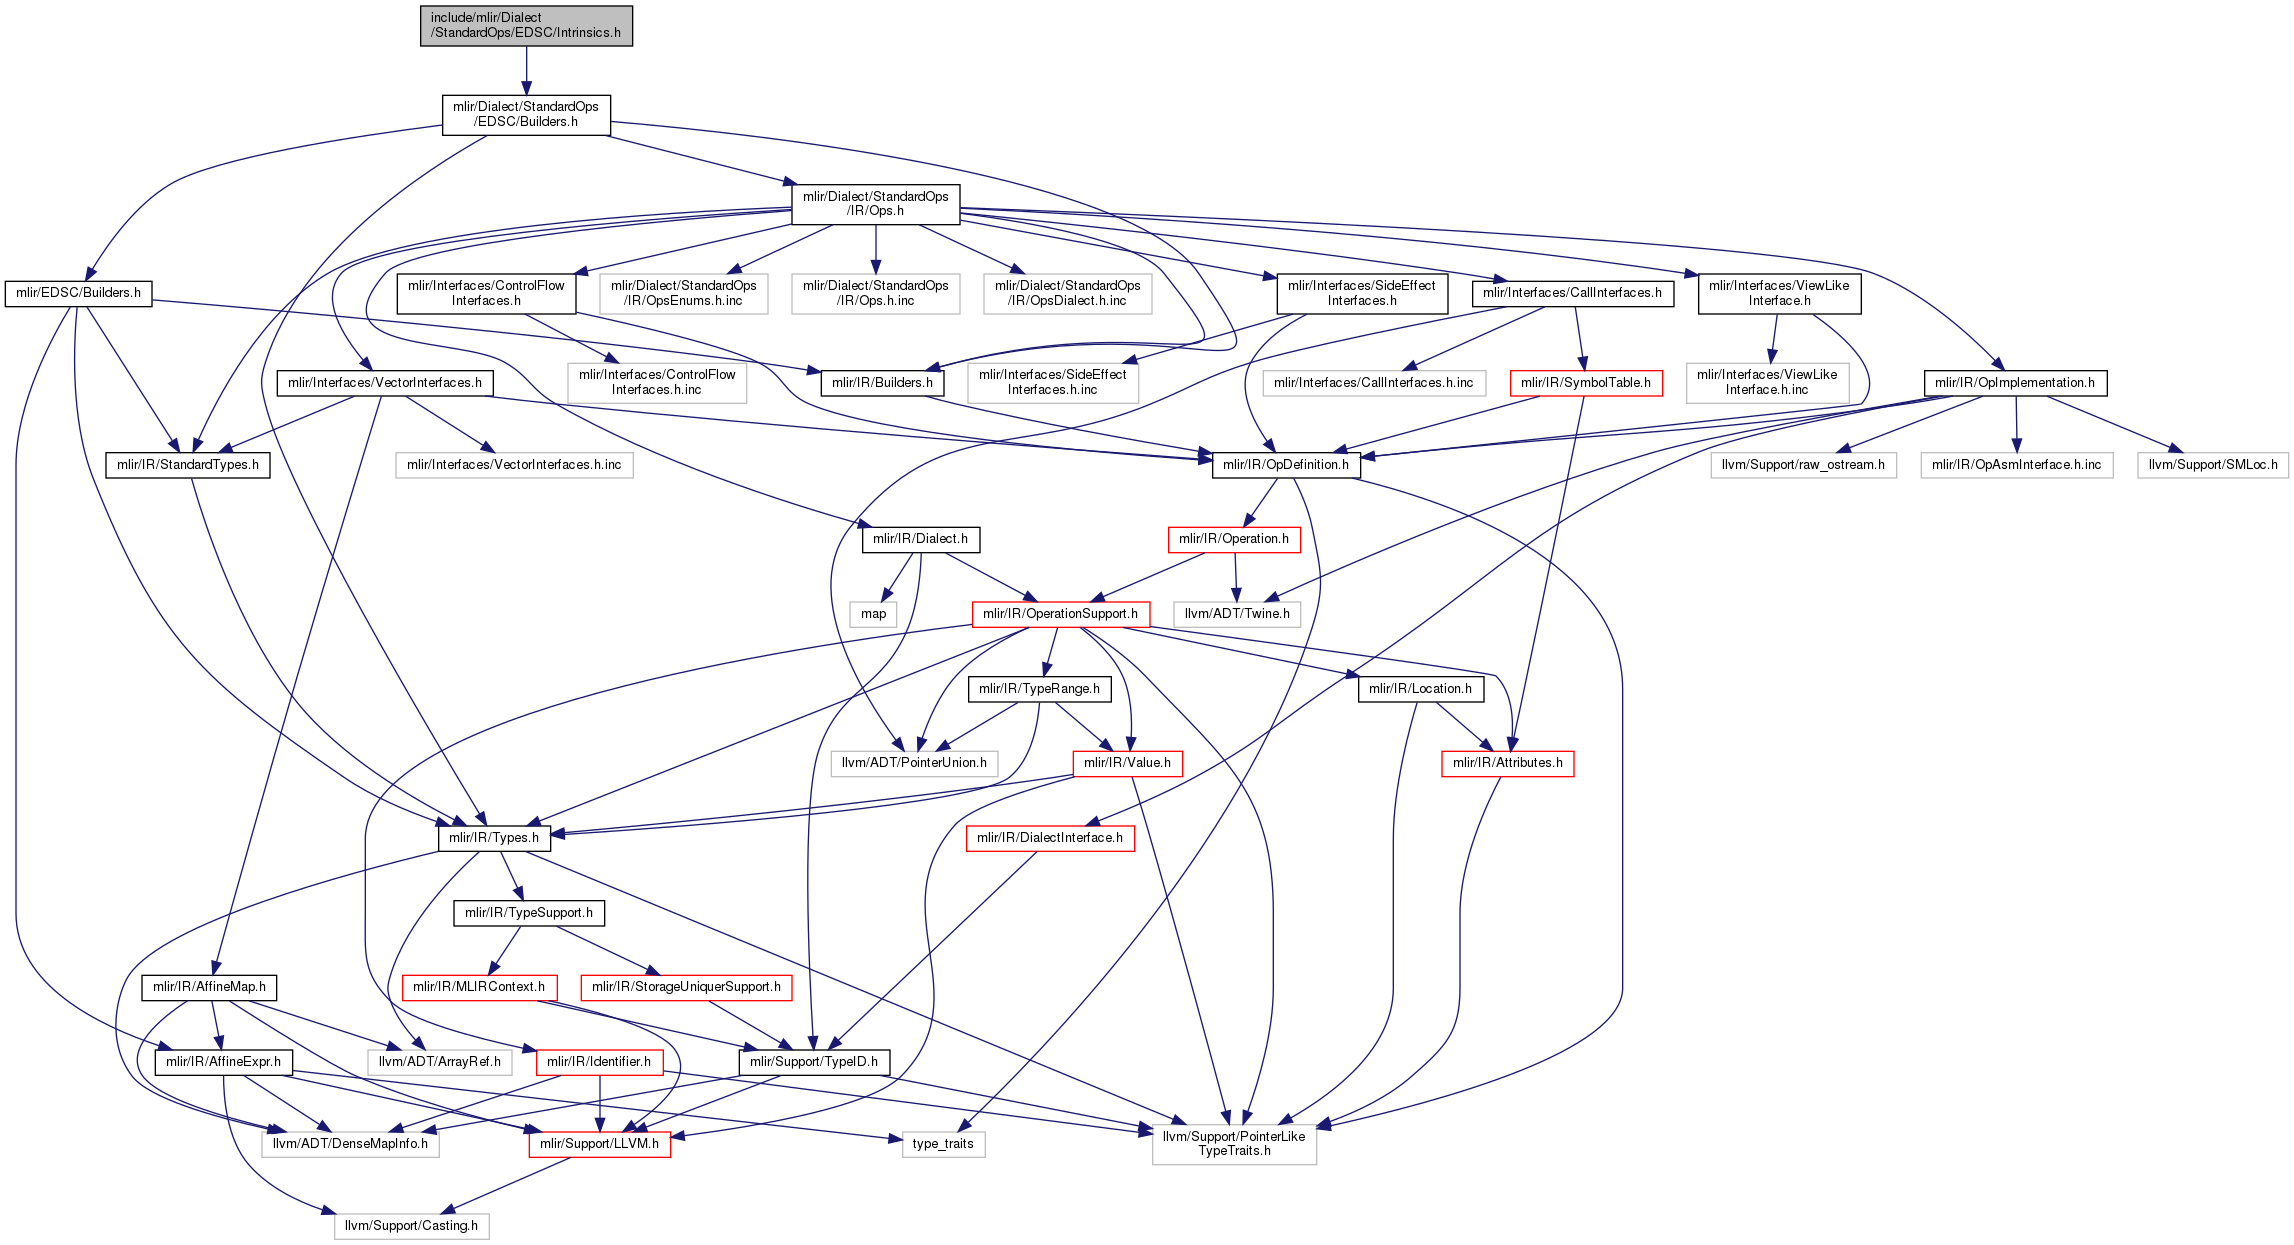 include/mlir/Dialect
/StandardOps/EDSC/Intrinsics.h
mlir/Dialect/StandardOps
/EDSC/Builders.h
mlir/Dialect/StandardOps
/IR/Ops.h
mlir/EDSC/Builders.h
mlir/Interfaces/ControlFlow
Interfaces.h
mlir/Dialect/StandardOps
/IR/OpsEnums.h.inc
mlir/Dialect/StandardOps
/IR/Ops.h.inc
mlir/Dialect/StandardOps
/IR/OpsDialect.h.inc
mlir/Interfaces/SideEffect
Interfaces.h
mlir/Interfaces/CallInterfaces.h
mlir/Interfaces/ViewLike
Interface.h
mlir/Interfaces/VectorInterfaces.h
mlir/Interfaces/ControlFlow
Interfaces.h.inc
mlir/IR/Builders.h
mlir/Interfaces/SideEffect
Interfaces.h.inc
mlir/Interfaces/CallInterfaces.h.inc
mlir/IR/SymbolTable.h
mlir/Interfaces/ViewLike
Interface.h.inc
mlir/IR/OpImplementation.h
mlir/IR/StandardTypes.h
mlir/Interfaces/VectorInterfaces.h.inc
mlir/IR/OpDefinition.h
llvm/Support/raw_ostream.h
mlir/IR/OpAsmInterface.h.inc
llvm/Support/SMLoc.h
mlir/IR/Dialect.h
mlir/IR/Operation.h
map
mlir/IR/OperationSupport.h
llvm/ADT/Twine.h
mlir/IR/TypeRange.h
mlir/IR/Location.h
llvm/ADT/PointerUnion.h
mlir/IR/Value.h
mlir/IR/Attributes.h
mlir/IR/Types.h
mlir/IR/DialectInterface.h
mlir/IR/TypeSupport.h
mlir/IR/AffineMap.h
mlir/IR/MLIRContext.h
mlir/IR/StorageUniquerSupport.h
mlir/IR/AffineExpr.h
llvm/ADT/ArrayRef.h
mlir/IR/Identifier.h
mlir/Support/TypeID.h
llvm/ADT/DenseMapInfo.h
mlir/Support/LLVM.h
type_traits
llvm/Support/PointerLike
TypeTraits.h
llvm/Support/Casting.h